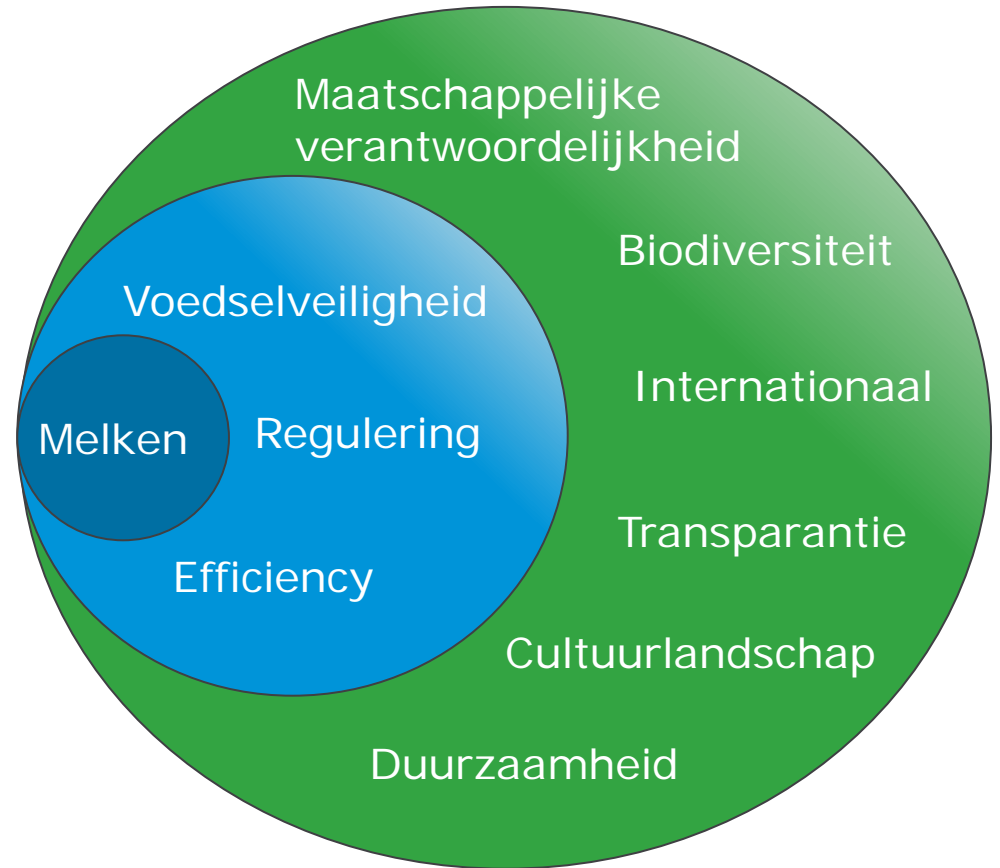 Maatschappelijke
verantwoordelijkheid
Biodiversiteit
Voedselveiligheid
Internationaal
Melken
Regulering
Transparantie
Efficiency
Cultuurlandschap
Duurzaamheid